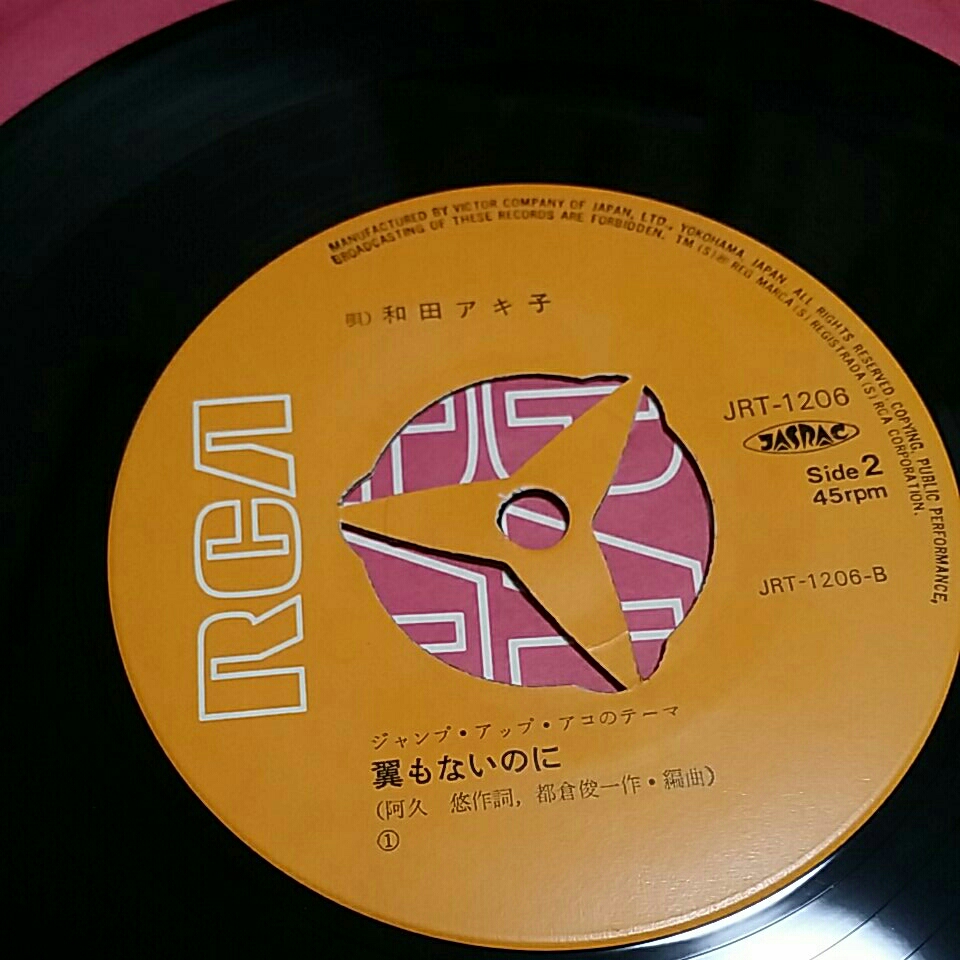 MANUFACTURED BY VICTOR COMPANY OF JAPAN, LTD., YOKOHAMA, JAPAN. ALL RIGHTS RESERVED. COPYING, PUBLIC PERFORMANCE,
BROADCASTING OF THESE RECORDS ARE FORBIDDEN. TM (S) ® REG MARCA (S) REGISTRADA (S) RCA CORPORATION.
唄) 和田アキ子
RCA
JRT-1206
JASRAC
Side 2
45rpm
JRT-1206-B
ジャンプ・アップ・アコのテーマ
翼もないのに
(阿久 悠作詞, 都倉俊一作・編曲)
①